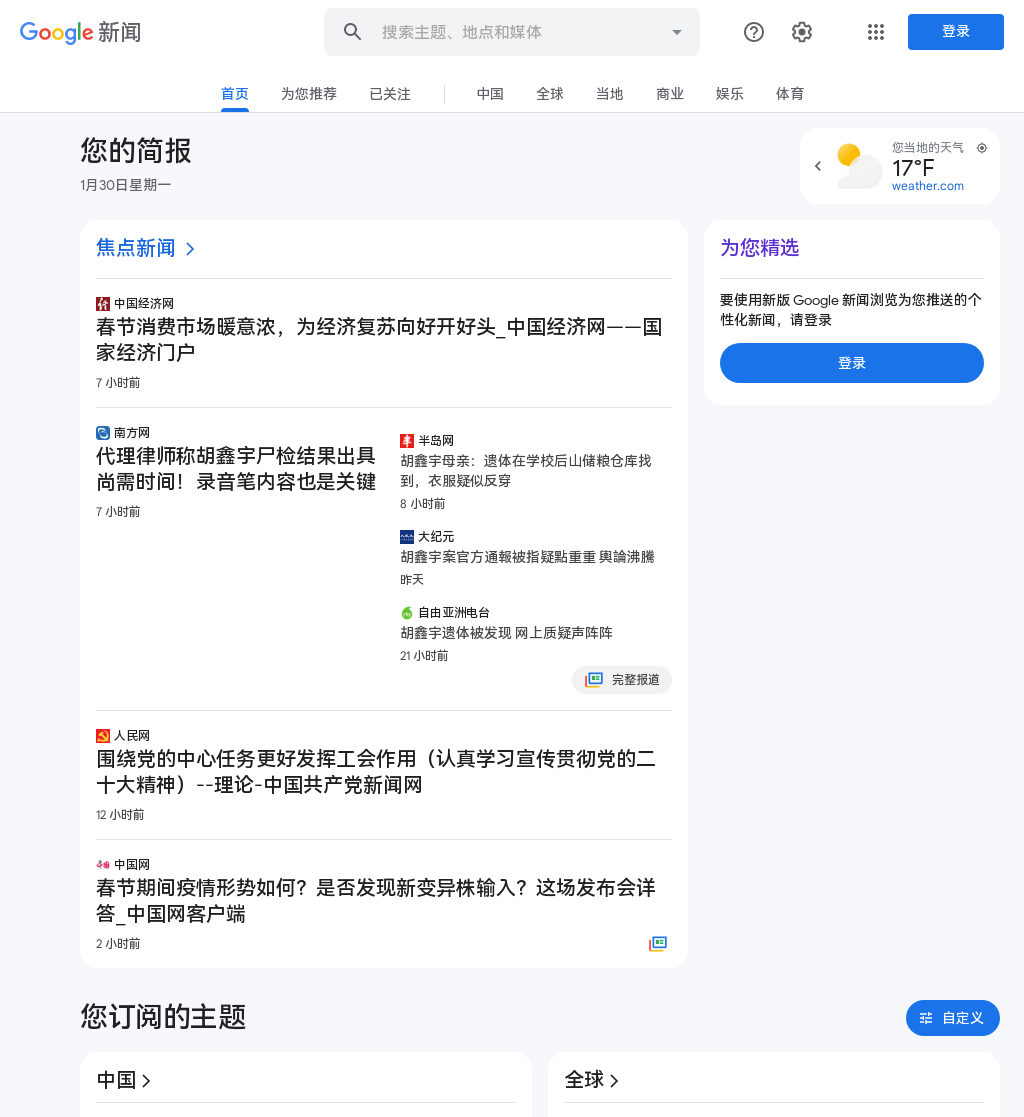 Google 新闻
搜索主题、地点和媒体
登录
首页
为您推荐
已关注
中国
全球
当地
商业
娱乐
体育
您的简报
1月30日星期一
您当地的天气
17°F
weather.com
焦点新闻
中国经济网
春节消费市场暖意浓，为经济复苏向好开好头_中国经济网——国
家经济门户
7 小时前
南方网
代理律师称胡鑫宇尸检结果出具
尚需时间！录音笔内容也是关键
7 小时前
半岛网
胡鑫宇母亲：遗体在学校后山储粮仓库找
到，衣服疑似反穿
8 小时前
大纪元
胡鑫宇案官方通報被指疑點重重 輿論沸騰
昨天
自由亚洲电台
胡鑫宇遗体被发现 网上质疑声阵阵
21 小时前
完整报道
人民网
围绕党的中心任务更好发挥工会作用（认真学习宣传贯彻党的二
十大精神）--理论-中国共产党新闻网
12 小时前
中国网
春节期间疫情形势如何？是否发现新变异株输入？这场发布会详
答_中国网客户端
2 小时前
为您精选
要使用新版 Google 新闻浏览为您推送的个
性化新闻，请登录
登录
您订阅的主题
自定义
中国
全球